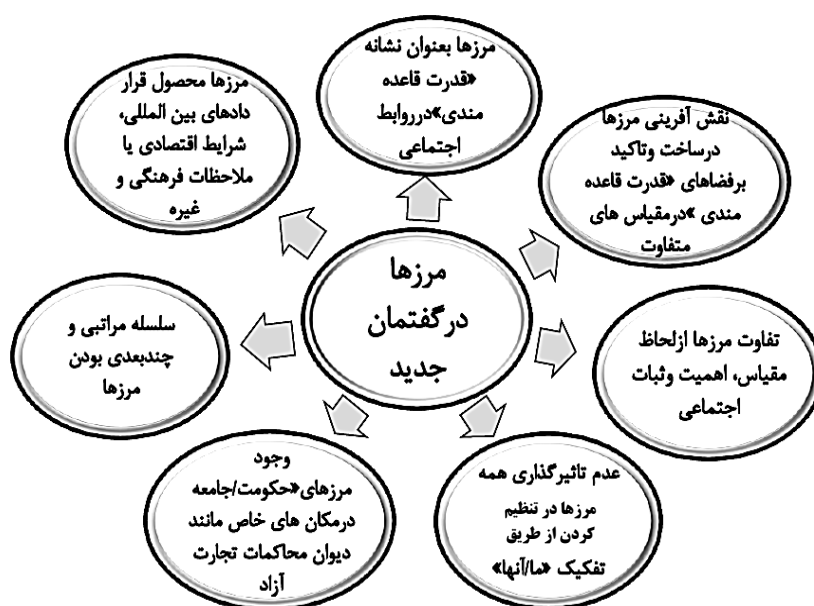 مرزها بعنوان نشانه
«قدرت قاعده
مندی»درروابط
اجتماعی
نقش آفرینی مرزها
درساخت وتاکید
برفضاهای «قدرت قاعده
مندی »درمقیاس های
متفاوت
تفاوت مرزها ازلحاظ
مقیاس، اهمیت وثبات
اجتماعی
عدم تاثیرگذاری همه
مرزها در تنظیم
کردن از طریق
تفکیک «ما/آنها»
وجود
مرزهای«حکومت/جامعه
درمکان های خاص مانند
دیوان محاکمات تجارت
آزاد
سلسله مراتبی و
چندبعدی بودن
مرزها
مرزها محصول قرار
دادهای بین المللی،
شرایط اقتصادی یا
ملاحظات فرهنگی و
غیره
مرزها
درگفتمان
جدید